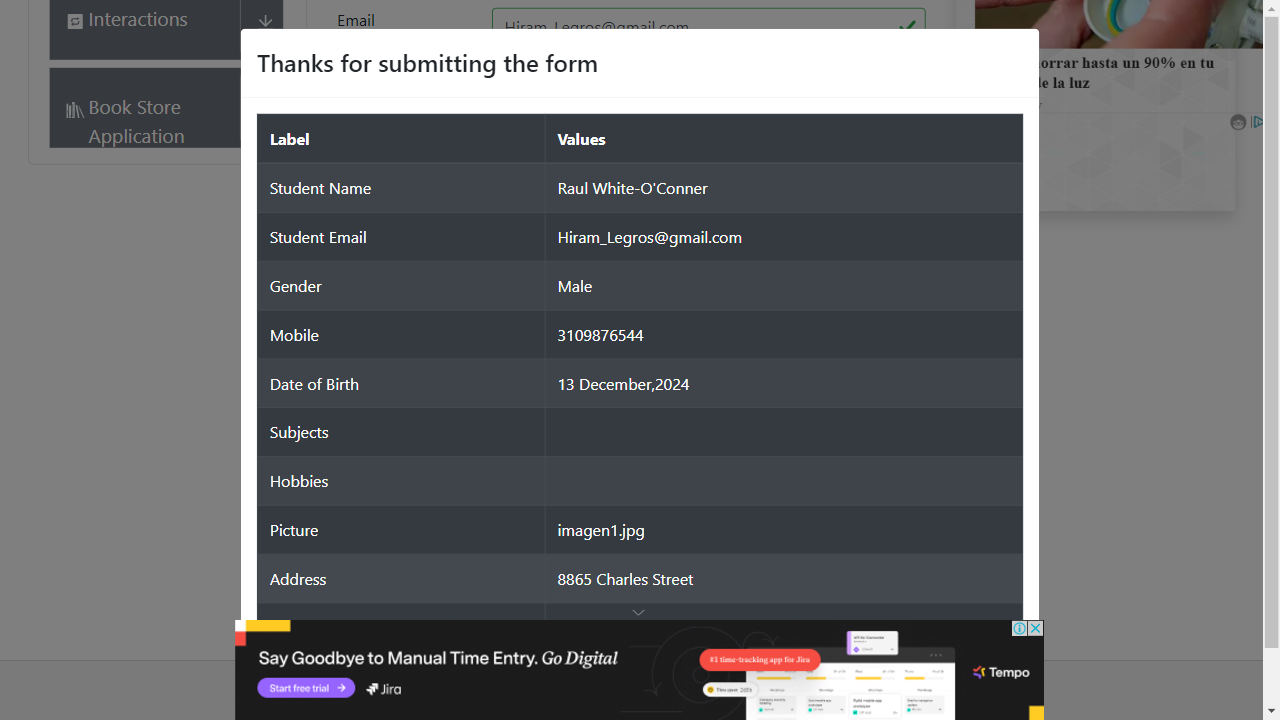 Interactions
Email
Hiram_Legros@gmail.com
Book Store
Application
orrar hasta un 90% en tu
de la luz
Thanks for submitting the form
Label Values
Student Name Raul White-O'Conner
Student Email Hiram_Legros@gmail.com
Gender Male
Mobile 3109876544
Date of Birth 13 December,2024
Subjects
Hobbies
Picture imagen1.jpg
Address 8865 Charles Street
Say Goodbye to Manual Time Entry. Go Digital
Start free trial →
Jira
#1 time-tracking app for Jira
Tempo